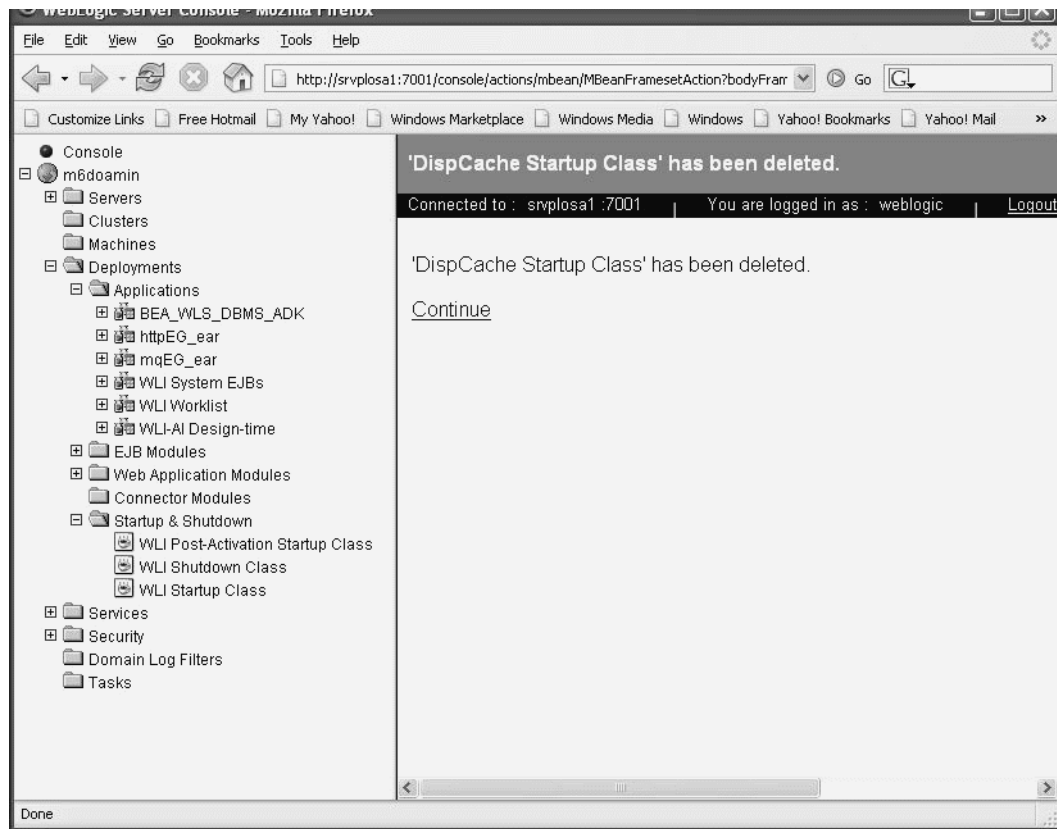 WebLogic Server Console - Mozilla Firefox
File Edit View Go Bookmarks Tools Help
http://srvplosa1:7001/console/actions/mbean/MBeanFramesetAction?bodyFram Go G
Customize Links Free Hotmail My Yahoo! Windows Marketplace Windows Media Windows Yahoo! Bookmarks Yahoo! Mail »
Console
m6doamin
Servers
Clusters
Machines
Deployments
Applications
BEA_WLS_DBMS_ADK
httpEG_ear
mqEG_ear
WLI System EJBs
WLI Worklist
WLI-AI Design-time
EJB Modules
Web Application Modules
Connector Modules
Startup & Shutdown
WLI Post-Activation Startup Class
WLI Shutdown Class
WLI Startup Class
Services
Security
Domain Log Filters
Tasks
'DispCache Startup Class' has been deleted.
Connected to : srvplosa1 :7001 | You are logged in as : weblogic | Logout
'DispCache Startup Class' has been deleted.
Continue
Done